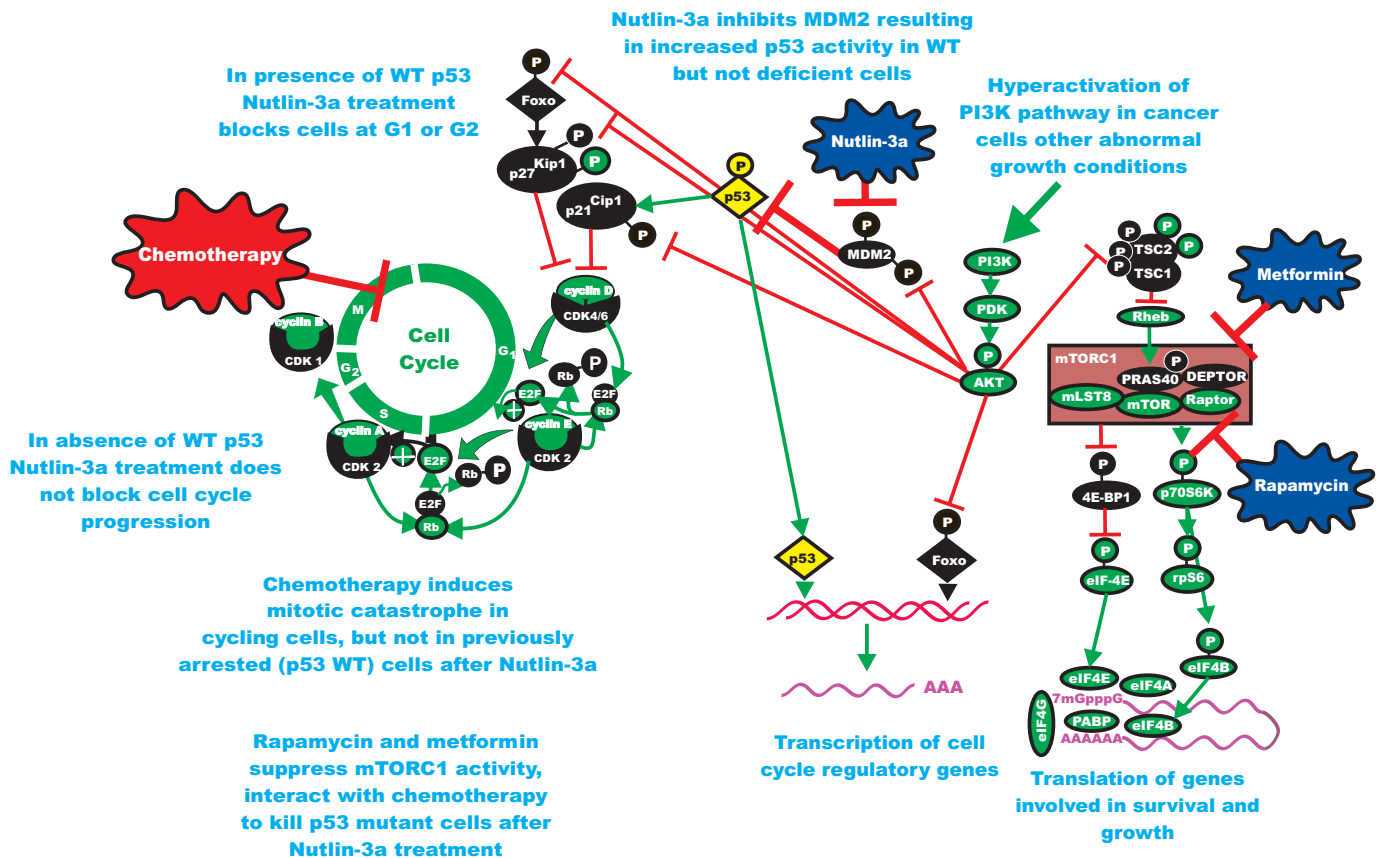 Nutlin-3a inhibits MDM2 resulting
in increased p53 activity in WT
but not deficient cells
In presence of WT p53
Nutlin-3a treatment
blocks cells at G1 or G2
Hyperactivation of
PI3K pathway in cancer
cells other abnormal
growth conditions
P
Foxo
P
p27Kip1
P
p21Cip1
P
P
p53
Nutlin-3a
P
MDM2
P
PI3K
PDK
P
AKT
P
P
P
P
P
TSC2
TSC1
Rheb
Metformin
mTORC1
P
PRAS40
DEPTOR
mLST8
mTOR
Raptor
Rapamycin
Chemotherapy
Cell
Cycle
M
G1
G2
S
cyclin B
CDK 1
cyclin D
CDK4/6
Rb
P
E2F
E2F
Rb
+
cyclin E
CDK 2
cyclin A
CDK 2
+
E2F
Rb
P
E2F
Rb
In absence of WT p53
Nutlin-3a treatment does
not block cell cycle
progression
P
4E-BP1
P
eIF-4E
P
p70S6K
P
rpS6
P
eIF4B
p53
P
Foxo
AAA
Transcription of cell
cycle regulatory genes
eIF4E
eIF4A
7mGpppG
eIF4G
PABP
eIF4B
AAAAAA
Translation of genes
involved in survival and
growth
Chemotherapy induces
mitotic catastrophe in
cycling cells, but not in previously
arrested (p53 WT) cells after Nutlin-3a
Rapamycin and metformin
suppress mTORC1 activity,
interact with chemotherapy
to kill p53 mutant cells after
Nutlin-3a treatment